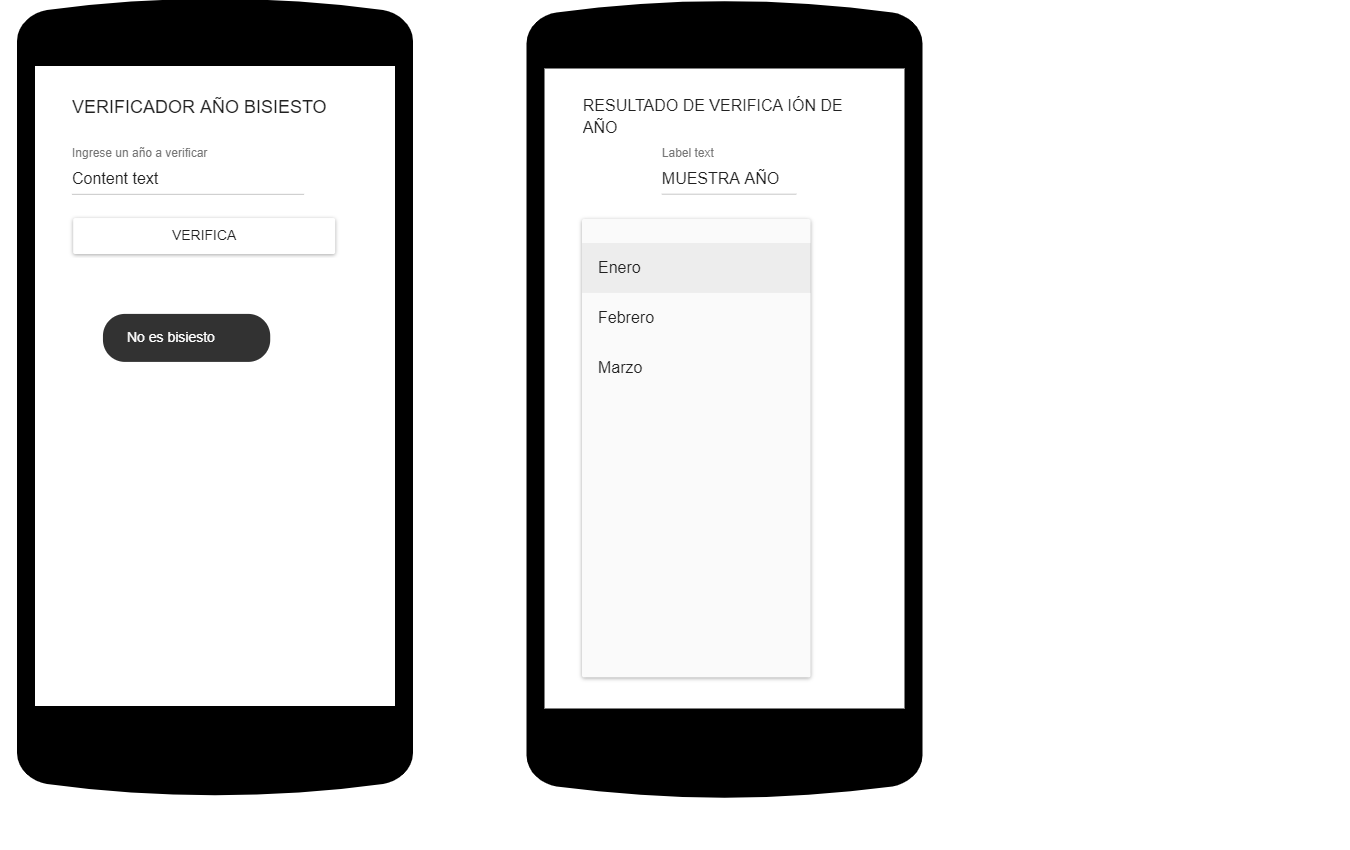 VERIFICADOR AÑO BISIESTO
Ingrese un año a verificar
Content text
VERIFICA
No es bisiesto
RESULTADO DE VERIFICA IÓN DE
AÑO
Label text
MUESTRA AÑO
Enero
Febrero
Marzo